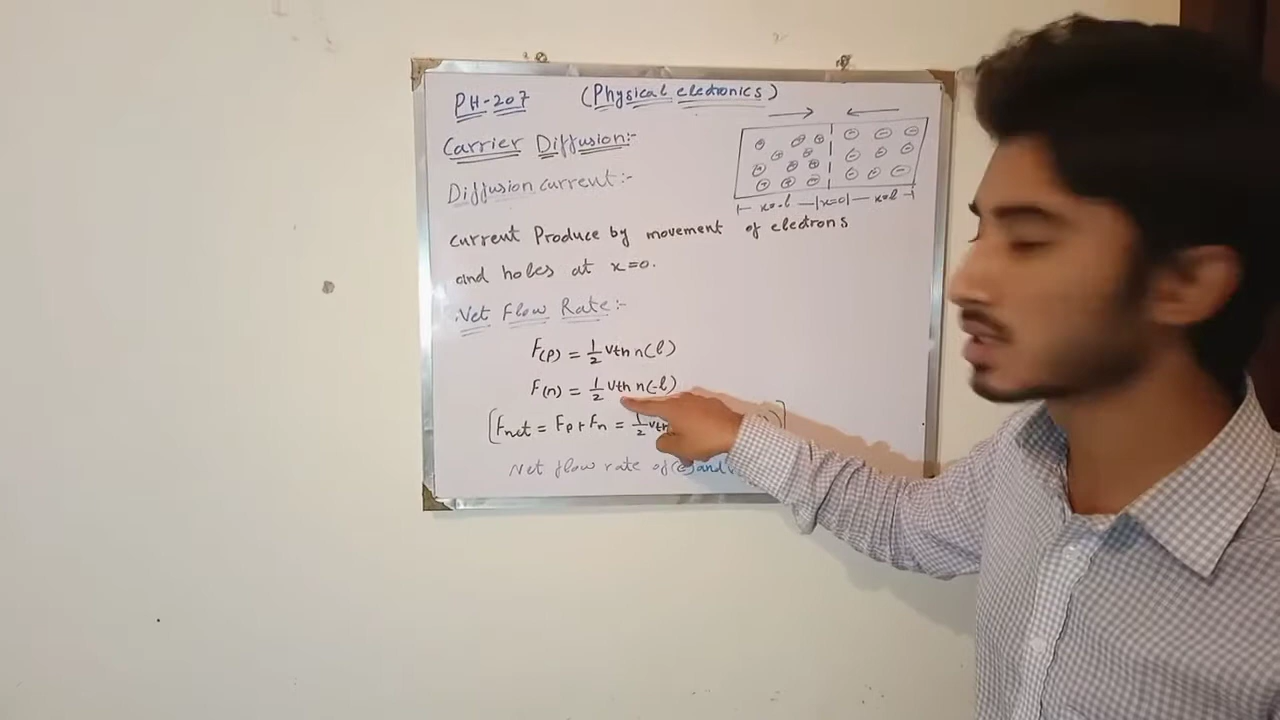 PH-207 (Physical electronics)
Carrier Diffusion:-
Diffusion current:-
x=-l x=0 x=l
current Produce by movement of electrons
and holes at x=0.
Net Flow Rate:-
F(p) = 1/2 vth n(l)
F(n) = 1/2 vth n(-l)
[Fnet = Fp + Fn = 1/2 vth
Net flow rate of (e) and